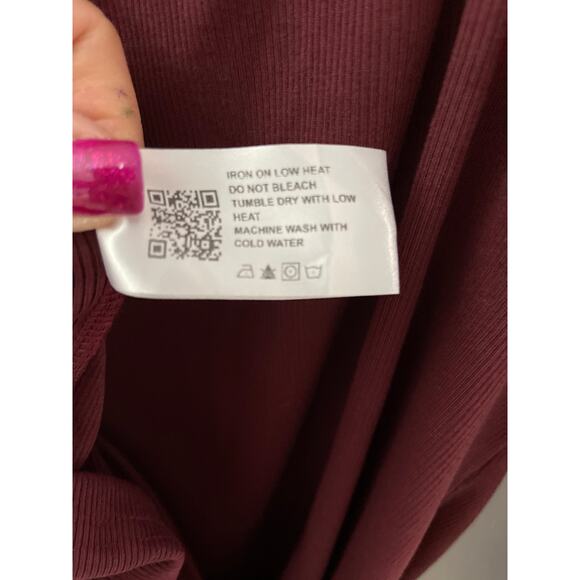 IRON ON LOW HEAT
DO NOT BLEACH
TUMBLE DRY WITH LOW
HEAT
MACHINE WASH WITH
COLD WATER